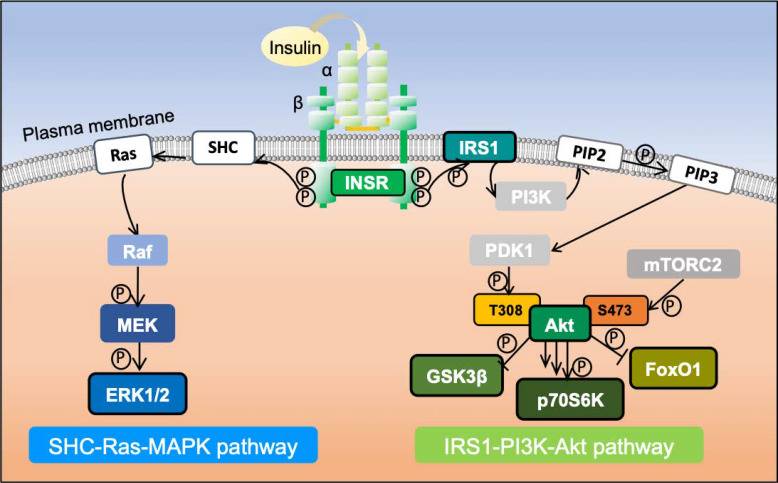 Insulin
α
β
Plasma membrane
Ras
SHC
P
P
INSR
P
P
IRS1
P
PI3K
PIP2
P
PIP3
Raf
P
MEK
P
ERK1/2
PDK1
P
mTORC2
T308
Akt
S473
P
P
P
P
GSK3β
p70S6K
FoxO1
SHC-Ras-MAPK pathway
IRS1-PI3K-Akt pathway